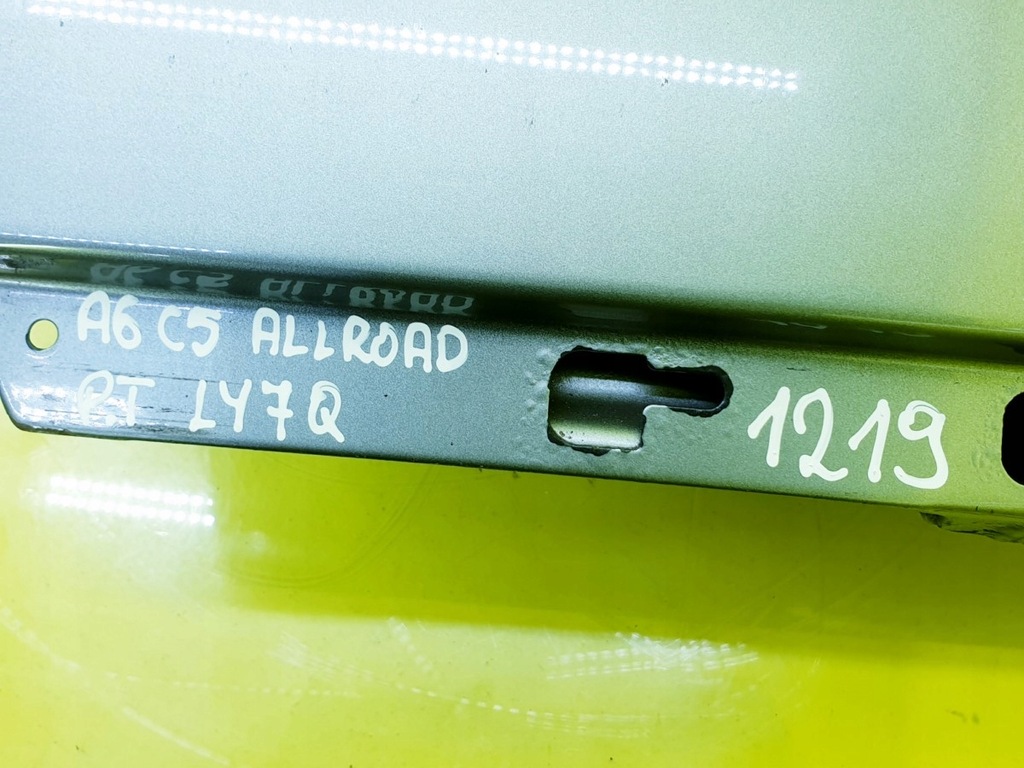 A6 C5 ALLROAD
PT LY7Q
1219